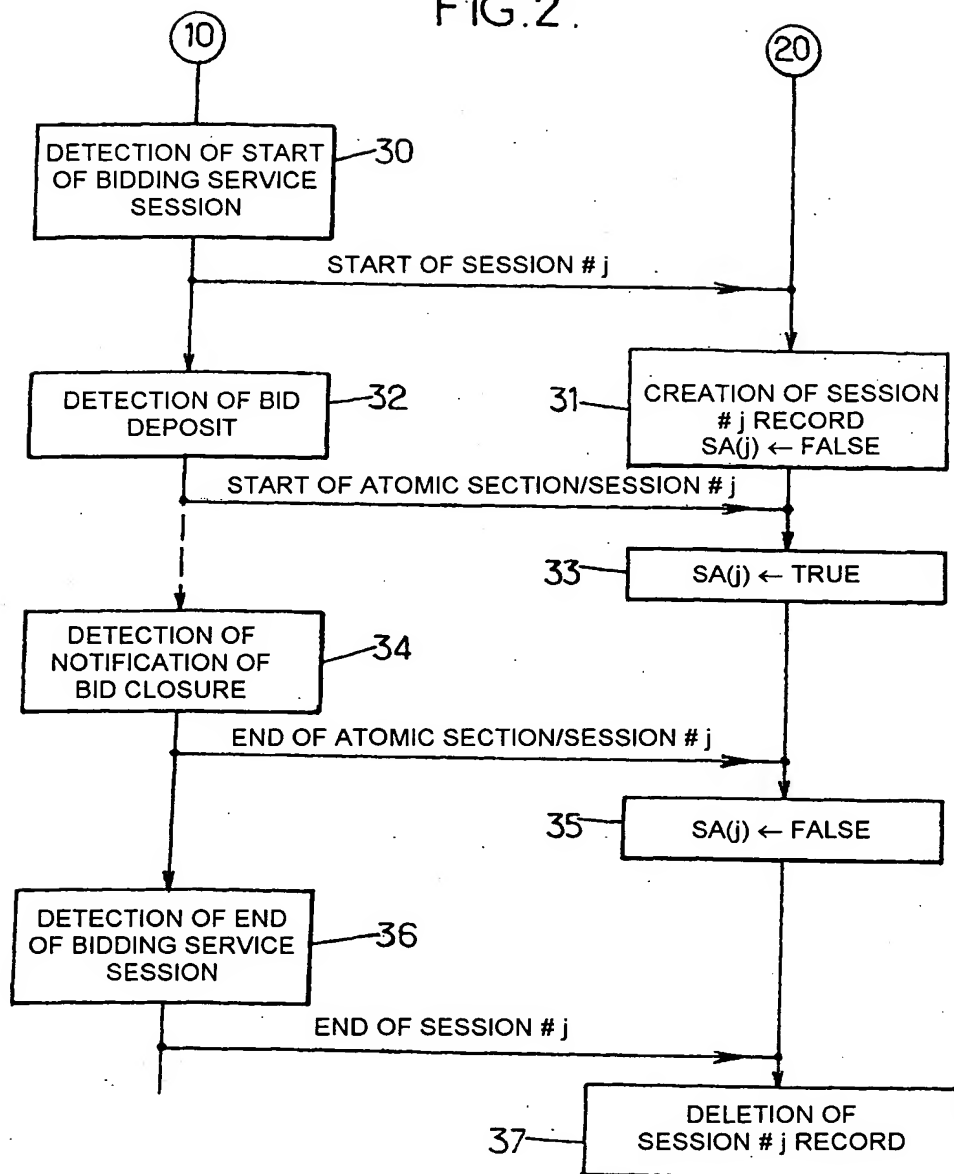 FIG.2.
10
20
DETECTION OF START
OF BIDDING SERVICE
SESSION
30
START OF SESSION # j
DETECTION OF BID
DEPOSIT
32
31
CREATION OF SESSION
# j RECORD
SA(j) ← FALSE
START OF ATOMIC SECTION/SESSION # j
33
SA(j) ← TRUE
DETECTION OF
NOTIFICATION OF
BID CLOSURE
34
END OF ATOMIC SECTION/SESSION # j
35
SA(j) ← FALSE
DETECTION OF END
OF BIDDING SERVICE
SESSION
36
END OF SESSION # j
37
DELETION OF
SESSION # j RECORD